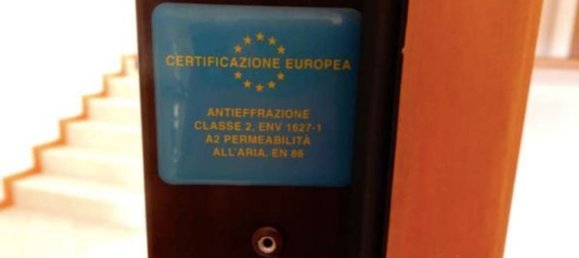 CERTIFICAZIONE EUROPEA
ANTIEFFRAZIONE
CLASSE 2, ENV 1627-1
A2 PERMEABILITÀ
ALL'ARIA, EN 86